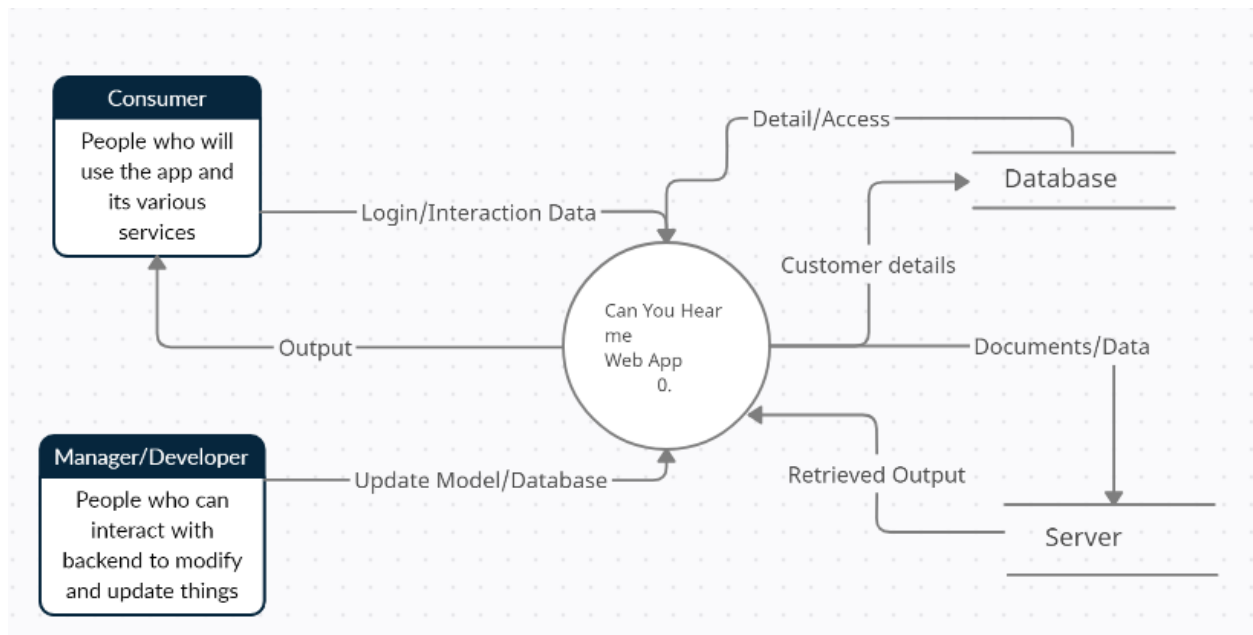 Consumer
People who will
use the app and
its various
services
Detail/Access
Database
Login/Interaction Data
Customer details
Can You Hear
me
Web App
0.
Output
Documents/Data
Manager/Developer
People who can
interact with
backend to modify
and update things
Update Model/Database
Retrieved Output
Server